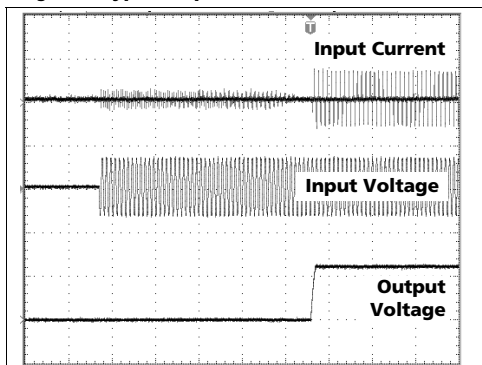 T
Input Current
Input Voltage
Output
Voltage